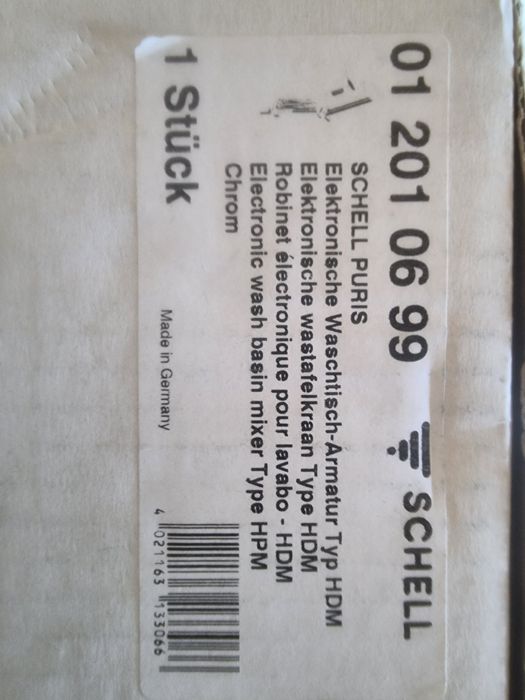 01 201 06 99 SCHELL
SCHELL PURIS
Elektronische Waschtisch-Armatur Typ HDM
Elektronische wastafelkraan Type HDM
Robinet électronique pour lavabo - HDM
Electronic wash basin mixer Type HPM
Chrom
1 Stück
Made in Germany
4 021163 133066